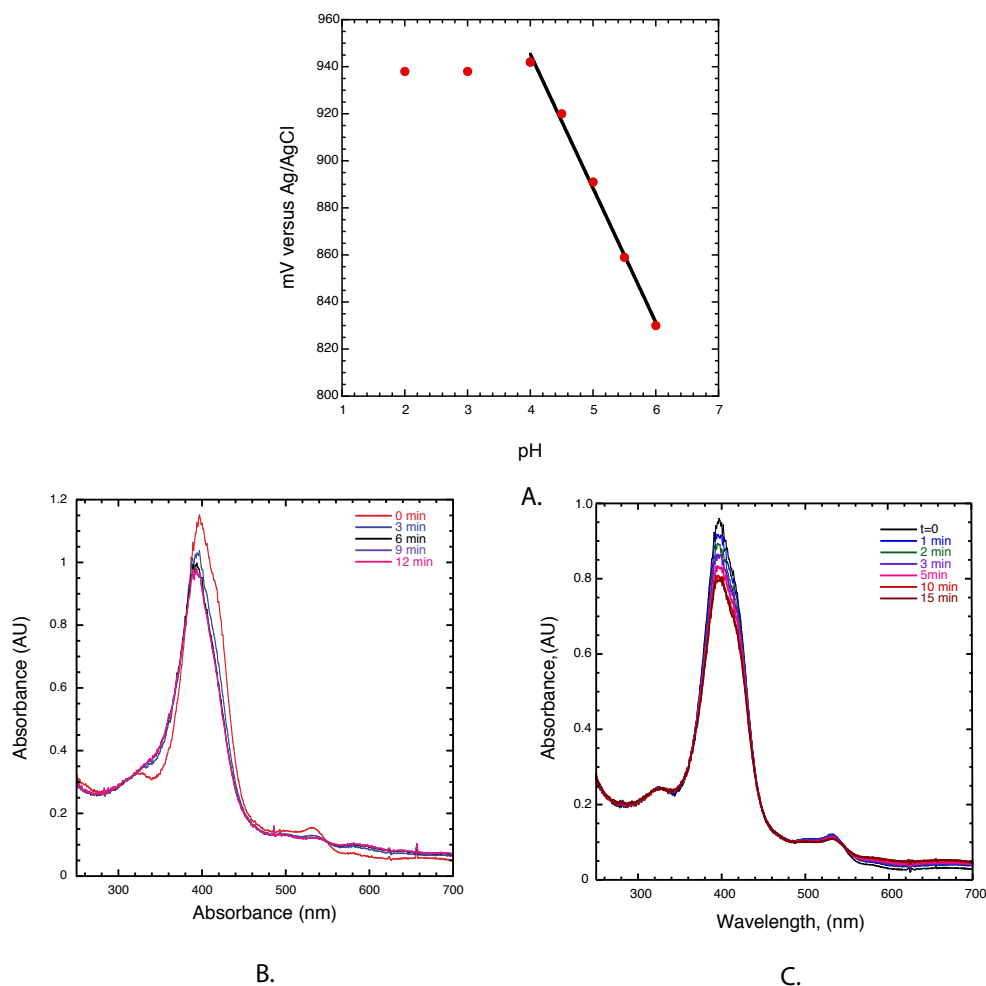 960
940
920
900
880
860
840
820
800
mV versus Ag/AgCl
1 2 3 4 5 6 7
pH
A.
1.2
1
0.8
0.6
0.4
0.2
0
Absorbance (AU)
0 min
3 min
6 min
9 min
12 min
300 400 500 600 700
Absorbance (nm)
B.
1.0
0.8
0.6
0.4
0.2
0
Absorbance,(AU)
t=0
1 min
2 min
3 min
5min
10 min
15 min
300 400 500 600 700
Wavelength, (nm)
C.